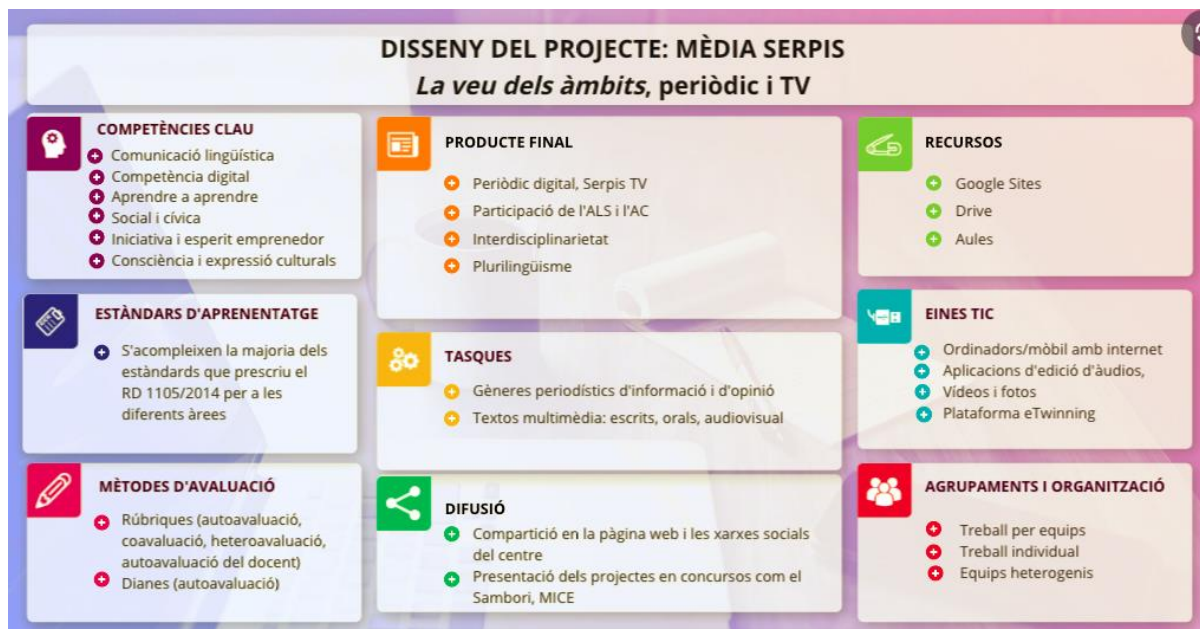 DISSENY DEL PROJECTE: MÈDIA SERPIS
La veu dels àmbits, periòdic i TV
COMPETÈNCIES CLAU
Comunicació lingüística
Competència digital
Aprendre a aprendre
Social i cívica
Iniciativa i esperit emprenedor
Consciència i expressió culturals
ESTÀNDARS D'APRENENTATGE
S'acompleixen la majoria dels
estàndards que prescriu el
RD 1105/2014 per a les
diferents àrees
MÈTODES D'AVALUACIÓ
Rúbriques (autoavaluació,
coavaluació, heteroavaluació,
autoavaluació del docent)
Dianes (autoavaluació)
PRODUCTE FINAL
Periòdic digital, Serpis TV
Participació de l'ALS i l'AC
Interdisciplinarietat
Plurilingüisme
TASQUES
Gèneres periodístics d'informació i d'opinió
Textos multimèdia: escrits, orals, audiovisual
DIFUSIÓ
Compartició en la pàgina web i les xarxes socials
del centre
Presentació dels projectes en concursos com el
Sambori, MICE
RECURSOS
Google Sites
Drive
Aules
EINES TIC
Ordinadors/mòbil amb internet
Aplicacions d'edició d'àudios,
Vídeos i fotos
Plataforma eTwinning
AGRUPAMENTS I ORGANITZACIÓ
Treball per equips
Treball individual
Equips heterogenis